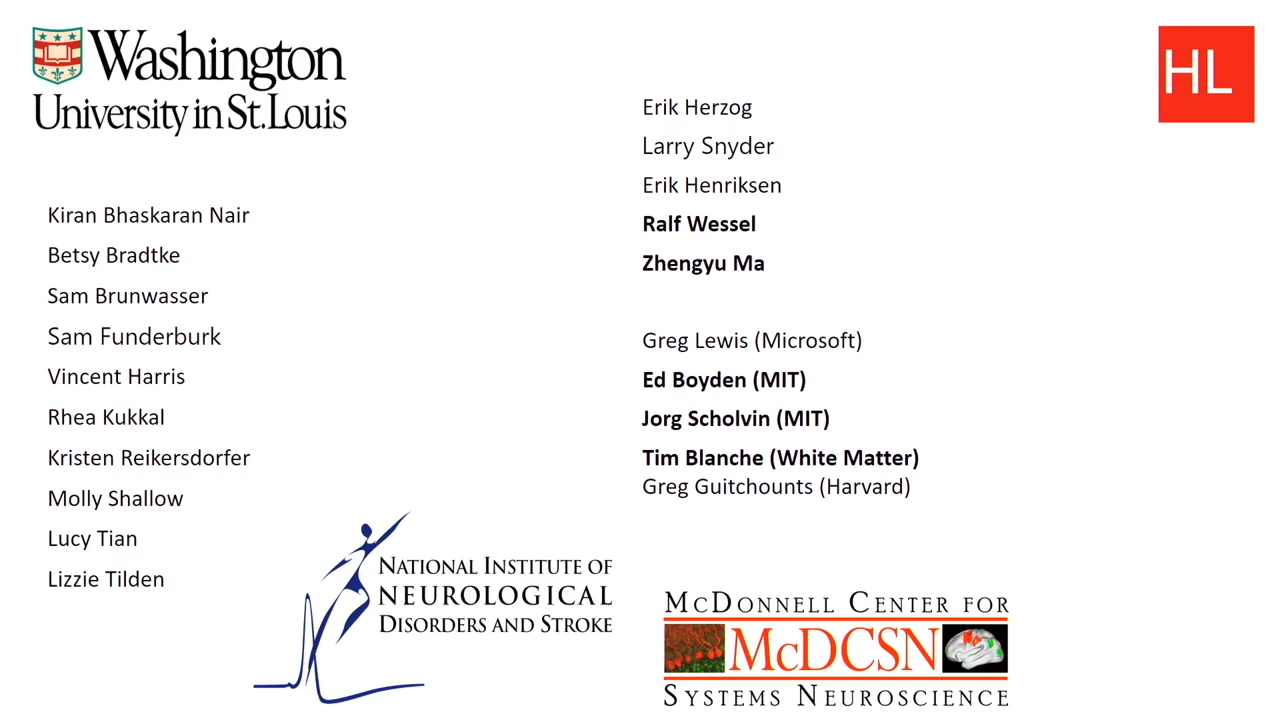 Washington
University in St. Louis
HL
Kiran Bhaskaran Nair
Betsy Bradtke
Sam Brunwasser
Sam Funderburk
Vincent Harris
Rhea Kukkal
Kristen Reikersdorfer
Molly Shallow
Lucy Tian
Lizzie Tilden
Erik Herzog
Larry Snyder
Erik Henriksen
Ralf Wessel
Zhengyu Ma
Greg Lewis (Microsoft)
Ed Boyden (MIT)
Jorg Scholvin (MIT)
Tim Blanche (White Matter)
Greg Guitchounts (Harvard)
NATIONAL INSTITUTE OF
NEUROLOGICAL
DISORDERS AND STROKE
MCDONNELL CENTER FOR
MCDCSN
SYSTEMS NEUROSCIENCE